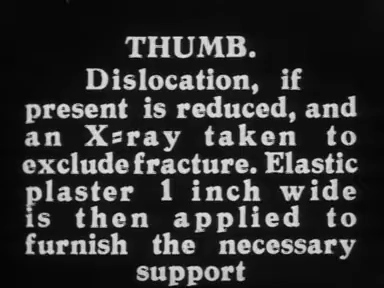 THUMB.
Dislocation, if
present is reduced, and
an X=ray taken to
exclude fracture. Elastic
plaster 1 inch wide
is then applied to
furnish the necessary
support